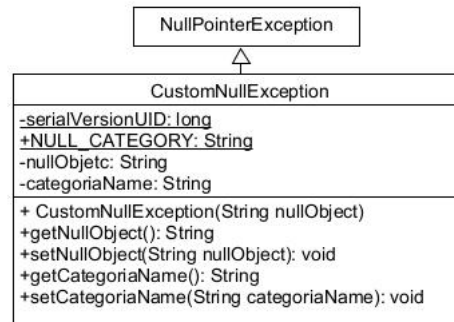 NullPointerException
CustomNullException
-serialVersionUID: long
+NULL_CATEGORY: String
-nullObjetc: String
-categoriaName: String
+ CustomNullException(String nullObject)
+getNullObject(): String
+setNullObject(String nullObject): void
+getCategoriaName(): String
+setCategoriaName(String categoriaName): void